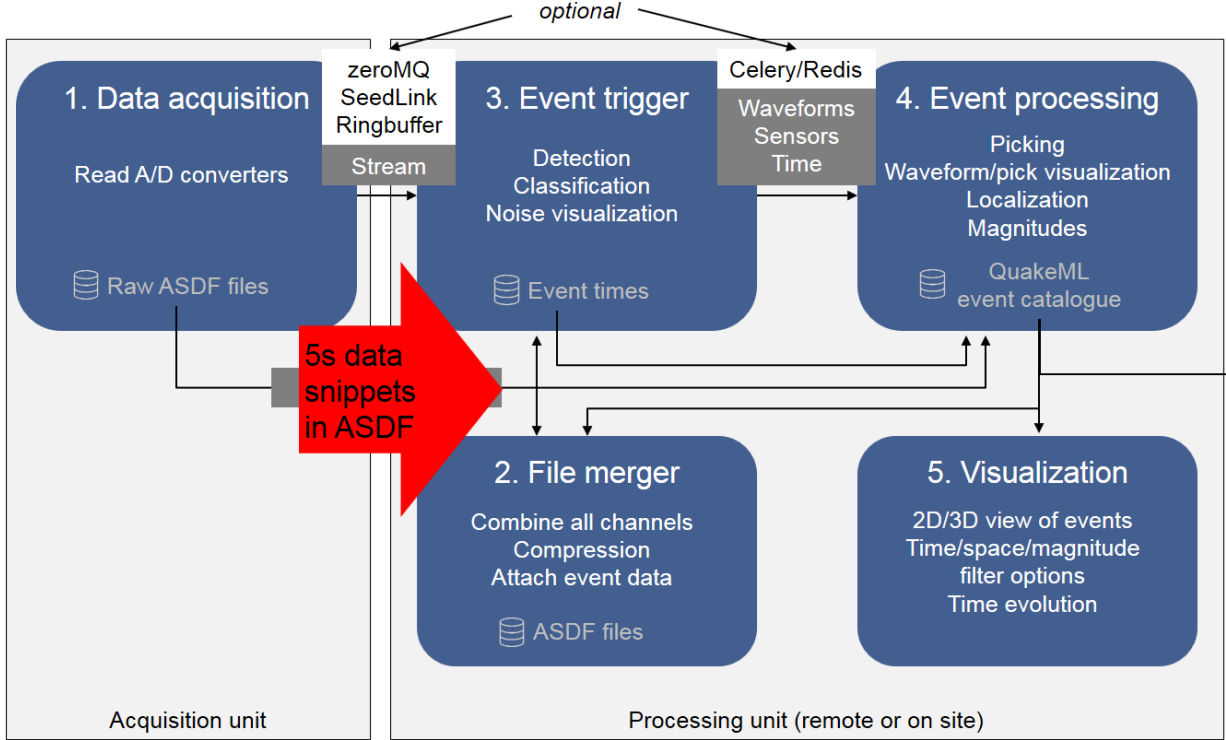 optional
1. Data acquisition
Read A/D converters
Raw ASDF files
zeroMQ
SeedLink
Ringbuffer
Stream
3. Event trigger
Detection
Classification
Noise visualization
Event times
Celery/Redis
Waveforms
Sensors
Time
4. Event processing
Picking
Waveform/pick visualization
Localization
Magnitudes
QuakeML
event catalogue
5s data
snippets
in ASDF
2. File merger
Combine all channels
Compression
Attach event data
ASDF files
5. Visualization
2D/3D view of events
Time/space/magnitude
filter options
Time evolution
Acquisition unit
Processing unit (remote or on site)